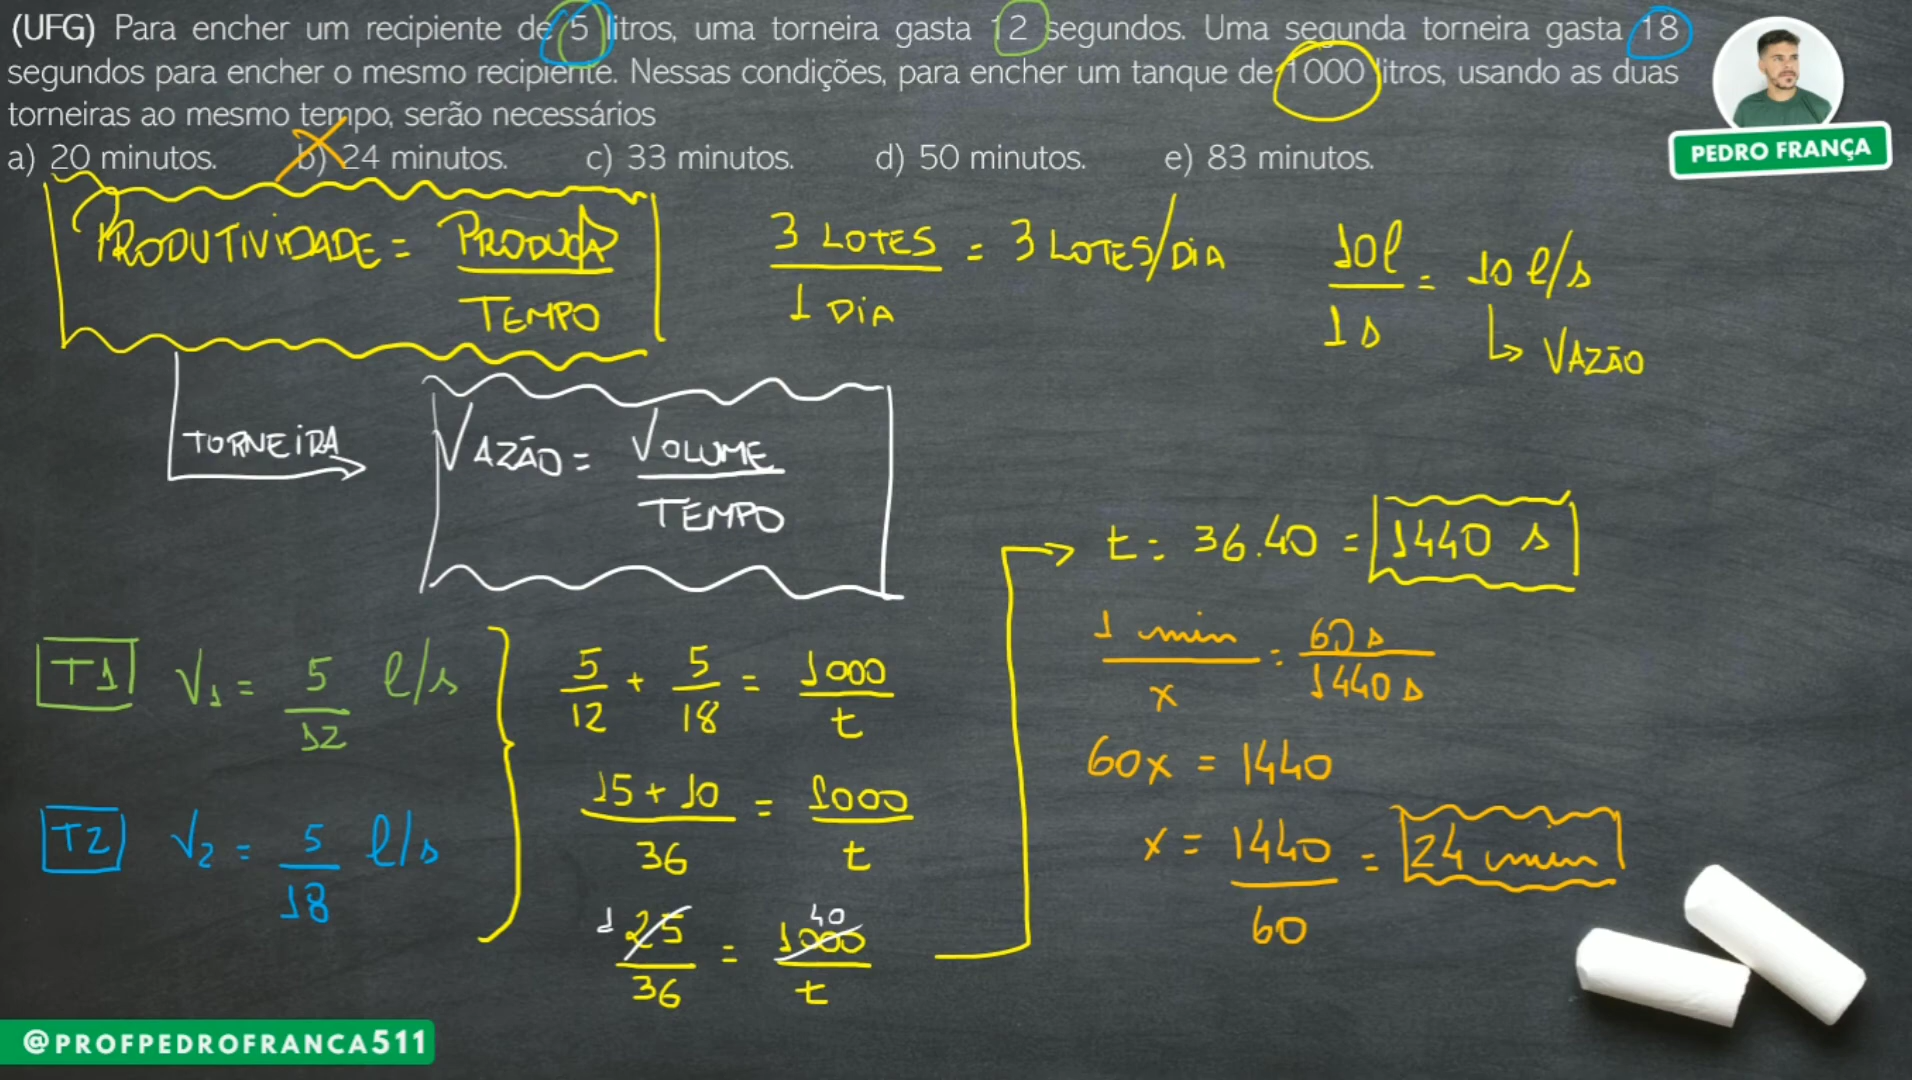 (UFG) Para encher um recipiente de 5 litros, uma torneira gasta 12 segundos. Uma segunda torneira gasta 18
segundos para encher o mesmo recipiente. Nessas condições, para encher um tanque de 1000 litros, usando as duas
torneiras ao mesmo tempo, serão necessários
a) 20 minutos. b) 24 minutos. c) 33 minutos. d) 50 minutos. e) 83 minutos.
PEDRO FRANÇA
PRODUTIVIDADE = PRODUÇÃO / TEMPO
3 LOTES / 1 DIA = 3 LOTES/DIA
10l / 1s = 10 l/s
↳ VAZÃO
TORNEIRA
VAZÃO = VOLUME / TEMPO
T1 V1 = 5/12 l/s
T2 V2 = 5/18 l/s
5/12 + 5/18 = 1000/t
15 + 10 / 36 = 1000/t
1 25/36 = 40 1000/t
t = 36.40 = 1440 s
1 min / x = 60 s / 1440 s
60x = 1440
x = 1440/60 = 24 min
@PROFPEDROFRANCA511